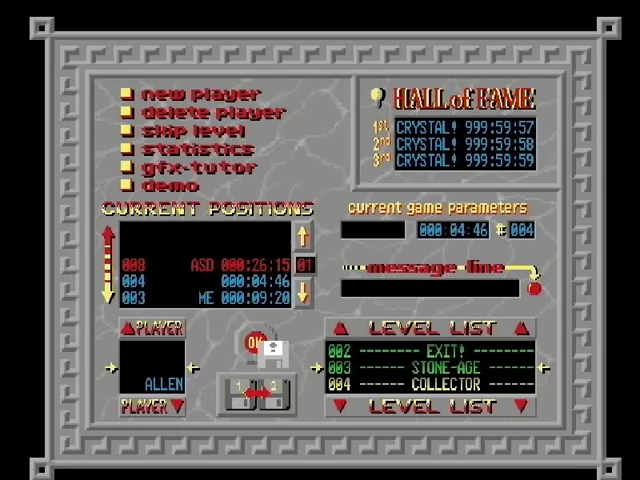 new player
delete player
skip level
statistics
gfx-tutor
demo
HALL of FAME
1st CRYSTAL! 999:59:57
2nd CRYSTAL! 999:59:58
3rd CRYSTAL! 999:59:59
CURRENT POSITIONS
008 ASD 000:26:15 01
004 000:04:46
003 ME 000:09:20
current game parameters
000:04:46 # 004
message-line
PLAYER
ALLEN
PLAYER
OK
1 2
LEVEL LIST
002 ------- EXIT! -------
003 ------ STONE-AGE ------
004 ------ COLLECTOR ------
LEVEL LIST